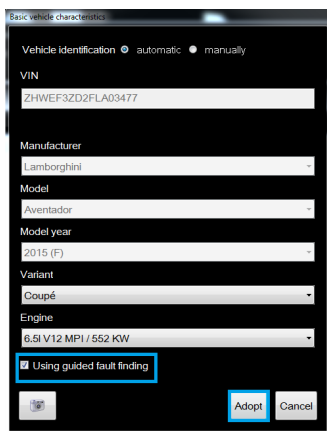 Basic vehicle characteristics
Vehicle identification automatic manually
VIN
ZHWEF3ZD2FLA03477
Manufacturer
Lamborghini
Model
Aventador
Model year
2015 (F)
Variant
Coupé
Engine
6.5l V12 MPI / 552 KW
Using guided fault finding
Adopt Cancel